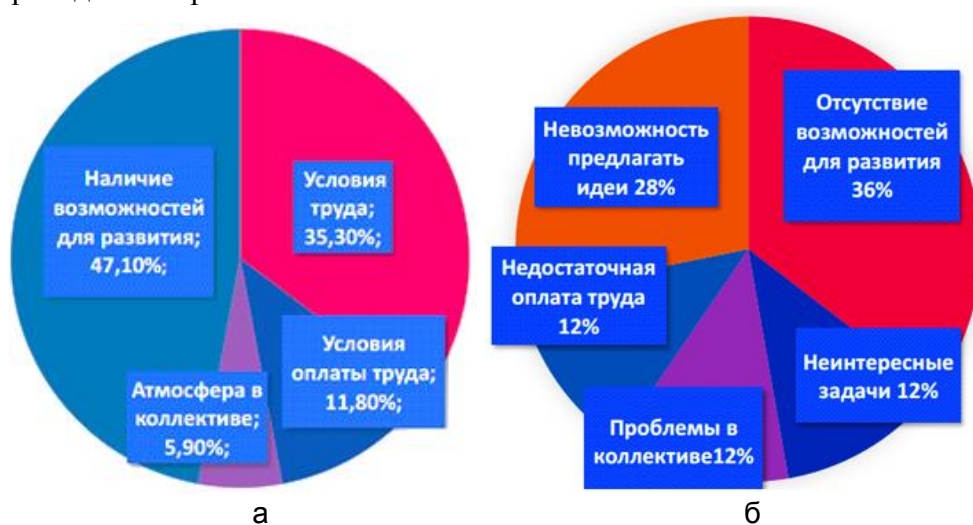 Наличие
возможностей
для развития;
47,10%;
Условия
труда;
35,30%;
Условия
оплаты труда;
11,80%;
Атмосфера в
коллективе;
5,90%;
а
Невозможность
предлагать
идеи 28%
Отсутствие
возможностей
для развития
36%
Недостаточная
оплата труда
12%
Неинтересные
задачи 12%
Проблемы в
коллективе12%
б